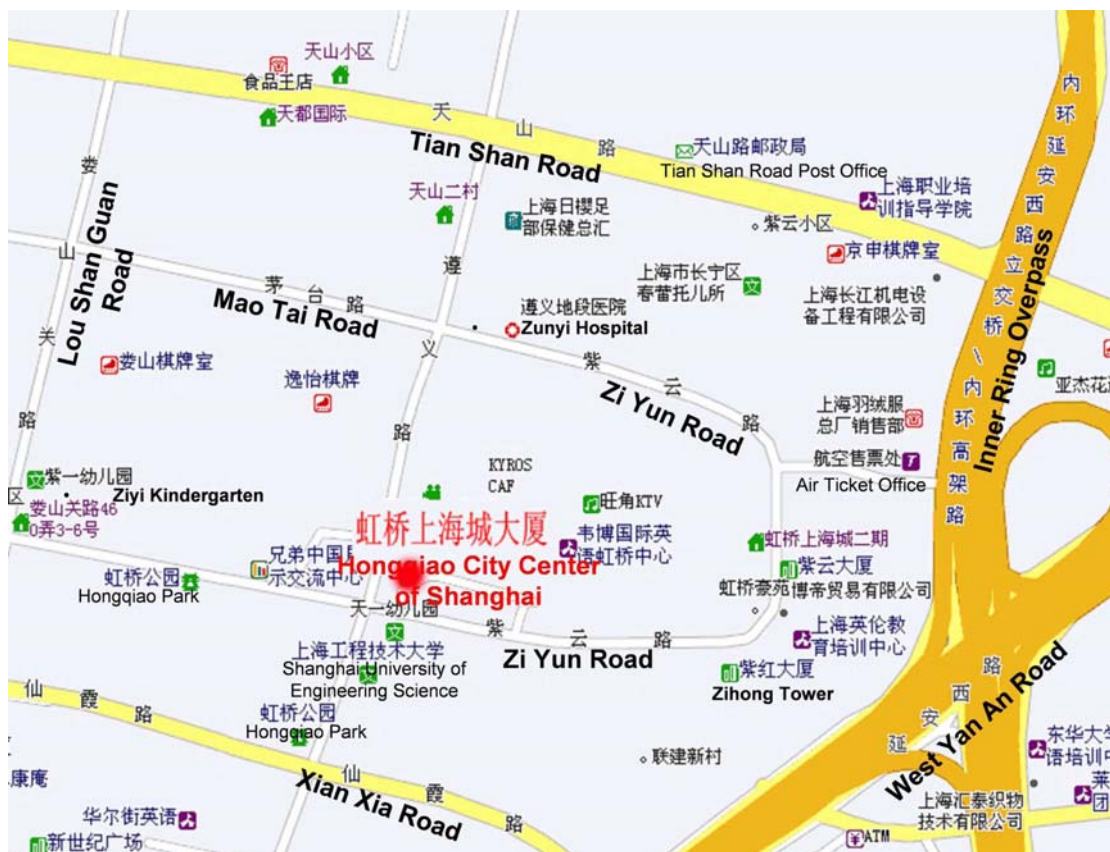 天山小区
食品王店
天都国际
天山路
Tian Shan Road
天山路邮政局
Tian Shan Road Post Office
内环延安西路立交桥\内环高架路
Inner Ring Overpass
娄山关路
Lou Shan Guan
Road
天山二村
上海日樱足
部保健总汇
上海职业培
训指导学院
紫云小区
京申棋牌室
遵义路
茅台路
Mao Tai Road
上海市长宁区
春蕾托儿所
上海长江机电设
备工程有限公司
遵义地段医院
Zunyi Hospital
娄山棋牌室
逸怡棋牌
紫云路
Zi Yun Road
亚杰花
上海羽绒服
总厂销售部
航空售票处
Air Ticket Office
紫一幼儿园
Ziyi Kindergarten
区
娄山关路46
0弄3-6号
KYROS
CAF
旺角KTV
虹桥上海城大厦
Hongqiao City Center
of Shanghai
韦博国际英
语虹桥中心
虹桥上海城二期
兄弟中国
示交流中心
紫云大厦
虹桥公园
Hongqiao Park
虹桥豪苑
博帝贸易有限公司
天一幼儿园
紫云路
Zi Yun Road
上海英伦教
育培训中心
上海工程技术大学
Shanghai University of
Engineering Science
紫红大厦
Zihong Tower
仙霞路
虹桥公园
Hongqiao Park
延安西路
West Yan An Road
联建新村
东华大学
语培训中
莱
团
康庵
仙霞路
Xian Xia Road
华尔街英语
上海汇泰织物
技术有限公司
新世纪广场
ATM